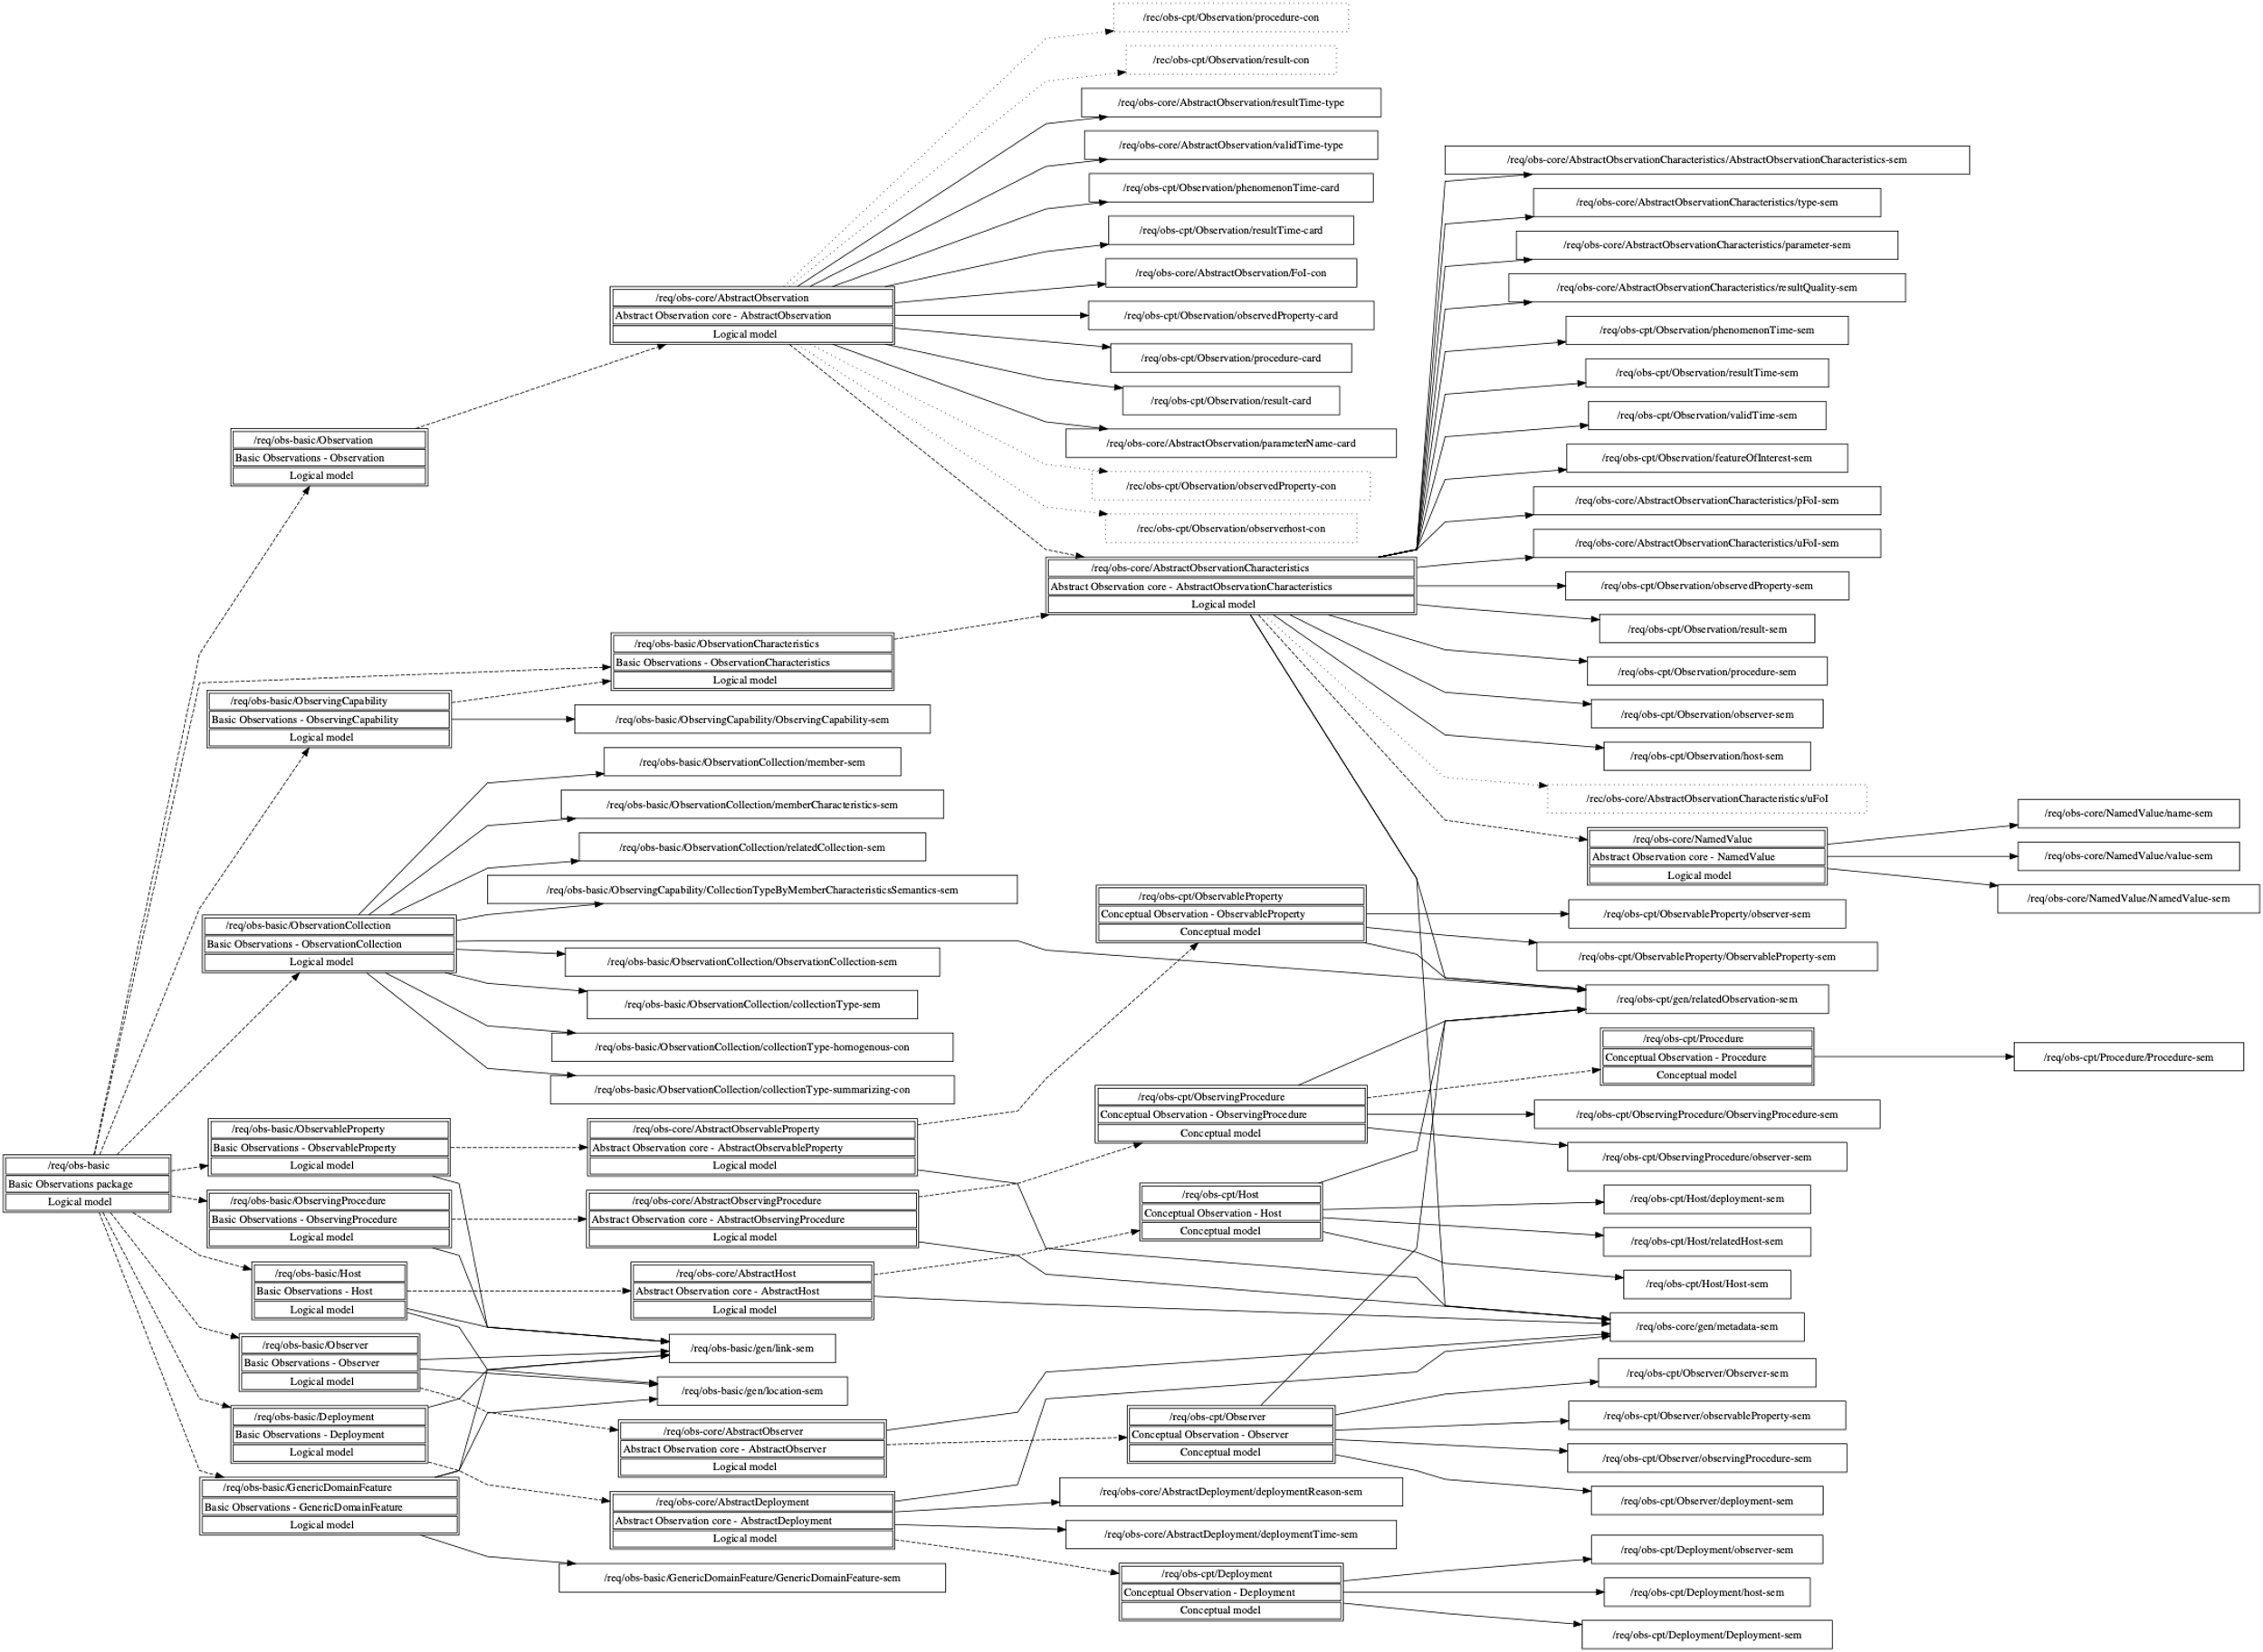 /rec/obs-cpt/Observation/procedure-con
/rec/obs-cpt/Observation/result-con
/req/obs-core/AbstractObservation/resultTime-type
/req/obs-core/AbstractObservation/validTime-type
/req/obs-cpt/Observation/phenomenonTime-card
/req/obs-cpt/Observation/resultTime-card
/req/obs-core/AbstractObservation/FoI-con
/req/obs-cpt/Observation/observedProperty-card
/req/obs-cpt/Observation/procedure-card
/req/obs-cpt/Observation/result-card
/req/obs-core/AbstractObservation/parameterName-card
/rec/obs-cpt/Observation/observedProperty-con
/rec/obs-cpt/Observation/observerhost-con
/req/obs-core/AbstractObservation
Abstract Observation core - AbstractObservation
Logical model
/req/obs-basic/Observation
Basic Observations - Observation
Logical model
/req/obs-core/AbstractObservationCharacteristics/AbstractObservationCharacteristics-sem
/req/obs-core/AbstractObservationCharacteristics/type-sem
/req/obs-core/AbstractObservationCharacteristics/parameter-sem
/req/obs-core/AbstractObservationCharacteristics/resultQuality-sem
/req/obs-cpt/Observation/phenomenonTime-sem
/req/obs-cpt/Observation/resultTime-sem
/req/obs-cpt/Observation/validTime-sem
/req/obs-cpt/Observation/featureOfInterest-sem
/req/obs-core/AbstractObservationCharacteristics/pFoI-sem
/req/obs-core/AbstractObservationCharacteristics/uFoI-sem
/req/obs-cpt/Observation/observedProperty-sem
/req/obs-cpt/Observation/result-sem
/req/obs-cpt/Observation/procedure-sem
/req/obs-cpt/Observation/observer-sem
/req/obs-cpt/Observation/host-sem
/rec/obs-core/AbstractObservationCharacteristics/uFoI
/req/obs-core/AbstractObservationCharacteristics
Abstract Observation core - AbstractObservationCharacteristics
Logical model
/req/obs-basic/ObservationCharacteristics
Basic Observations - ObservationCharacteristics
Logical model
/req/obs-basic/ObservingCapability
Basic Observations - ObservingCapability
Logical model
/req/obs-basic/ObservingCapability/ObservingCapability-sem
/req/obs-basic/ObservationCollection/member-sem
/req/obs-basic/ObservationCollection/memberCharacteristics-sem
/req/obs-basic/ObservationCollection/relatedCollection-sem
/req/obs-basic/ObservingCapability/CollectionTypeByMemberCharacteristicsSemantics-sem
/req/obs-basic/ObservationCollection
Basic Observations - ObservationCollection
Logical model
/req/obs-basic/ObservationCollection/ObservationCollection-sem
/req/obs-basic/ObservationCollection/collectionType-sem
/req/obs-basic/ObservationCollection/collectionType-homogenous-con
/req/obs-basic/ObservationCollection/collectionType-summarizing-con
/req/obs-core/NamedValue
Abstract Observation core - NamedValue
Logical model
/req/obs-core/NamedValue/name-sem
/req/obs-core/NamedValue/value-sem
/req/obs-core/NamedValue/NamedValue-sem
/req/obs-cpt/ObservableProperty
Conceptual Observation - ObservableProperty
Conceptual model
/req/obs-cpt/ObservableProperty/observer-sem
/req/obs-cpt/ObservableProperty/ObservableProperty-sem
/req/obs-cpt/gen/relatedObservation-sem
/req/obs-cpt/Procedure
Conceptual Observation - Procedure
Conceptual model
/req/obs-cpt/Procedure/Procedure-sem
/req/obs-cpt/ObservingProcedure
Conceptual Observation - ObservingProcedure
Conceptual model
/req/obs-cpt/ObservingProcedure/ObservingProcedure-sem
/req/obs-cpt/ObservingProcedure/observer-sem
/req/obs-basic
Basic Observations package
Logical model
/req/obs-basic/ObservableProperty
Basic Observations - ObservableProperty
Logical model
/req/obs-core/AbstractObservableProperty
Abstract Observation core - AbstractObservableProperty
Logical model
/req/obs-basic/ObservingProcedure
Basic Observations - ObservingProcedure
Logical model
/req/obs-core/AbstractObservingProcedure
Abstract Observation core - AbstractObservingProcedure
Logical model
/req/obs-cpt/Host
Conceptual Observation - Host
Conceptual model
/req/obs-cpt/Host/deployment-sem
/req/obs-cpt/Host/relatedHost-sem
/req/obs-cpt/Host/Host-sem
/req/obs-basic/Host
Basic Observations - Host
Logical model
/req/obs-core/AbstractHost
Abstract Observation core - AbstractHost
Logical model
/req/obs-core/gen/metadata-sem
/req/obs-basic/Observer
Basic Observations - Observer
Logical model
/req/obs-basic/gen/link-sem
/req/obs-basic/gen/location-sem
/req/obs-basic/Deployment
Basic Observations - Deployment
Logical model
/req/obs-core/AbstractObserver
Abstract Observation core - AbstractObserver
Logical model
/req/obs-cpt/Observer
Conceptual Observation - Observer
Conceptual model
/req/obs-cpt/Observer/Observer-sem
/req/obs-cpt/Observer/observableProperty-sem
/req/obs-cpt/Observer/observingProcedure-sem
/req/obs-cpt/Observer/deployment-sem
/req/obs-basic/GenericDomainFeature
Basic Observations - GenericDomainFeature
Logical model
/req/obs-core/AbstractDeployment
Abstract Observation core - AbstractDeployment
Logical model
/req/obs-core/AbstractDeployment/deploymentReason-sem
/req/obs-core/AbstractDeployment/deploymentTime-sem
/req/obs-basic/GenericDomainFeature/GenericDomainFeature-sem
/req/obs-cpt/Deployment
Conceptual Observation - Deployment
Conceptual model
/req/obs-cpt/Deployment/observer-sem
/req/obs-cpt/Deployment/host-sem
/req/obs-cpt/Deployment/Deployment-sem